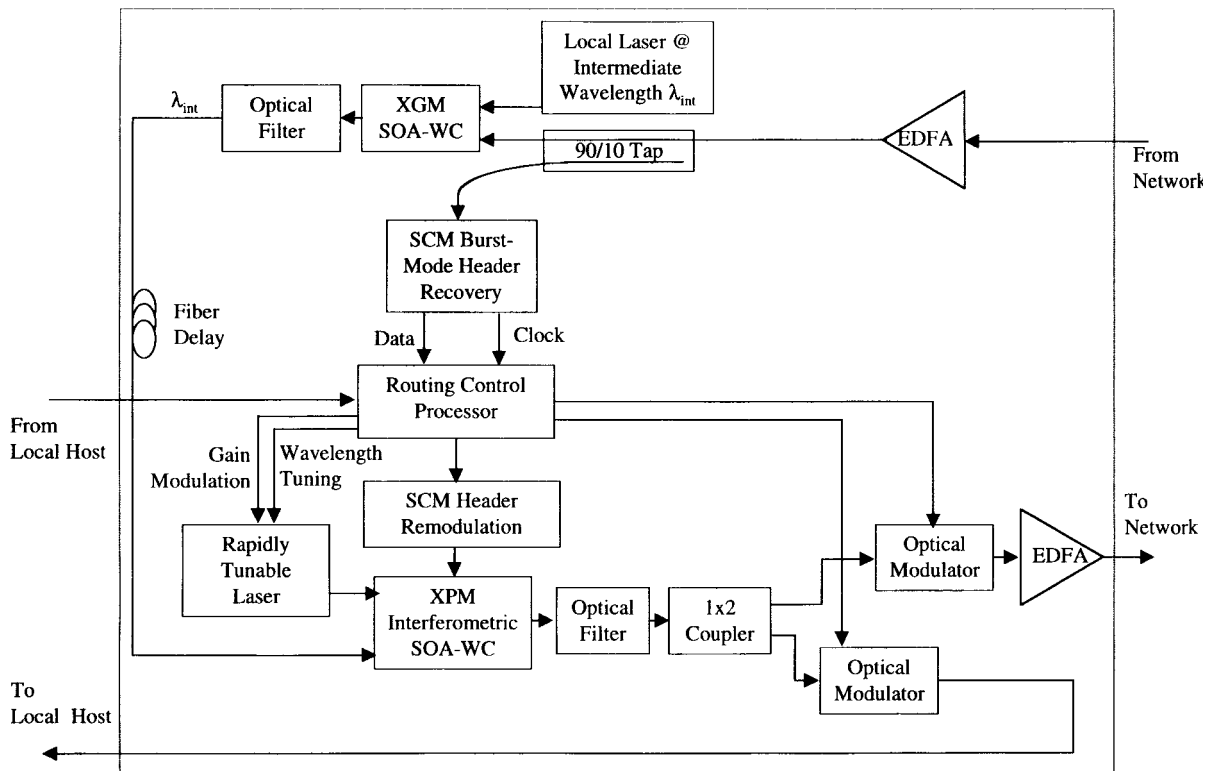 Local Laser @
Intermediate
Wavelength λint
λint
Optical
Filter
XGM
SOA-WC
90/10 Tap
EDFA
From
Network
SCM Burst-
Mode Header
Recovery
Fiber
Delay
Data
Clock
Routing Control
Processor
From
Local Host
Gain
Modulation
Wavelength
Tuning
SCM Header
Remodulation
Rapidly
Tunable
Laser
XPM
Interferometric
SOA-WC
Optical
Filter
1x2
Coupler
Optical
Modulator
EDFA
To
Network
Optical
Modulator
To
Local Host